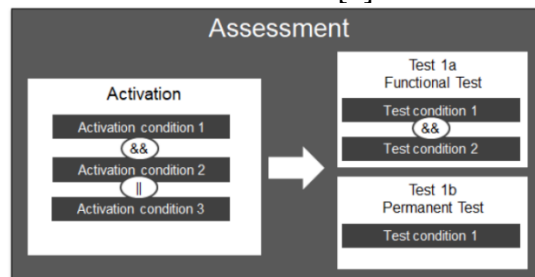 Assessment
Activation
Activation condition 1
&&
Activation condition 2
||
Activation condition 3
Test 1a
Functional Test
Test condition 1
&&
Test condition 2
Test 1b
Permanent Test
Test condition 1